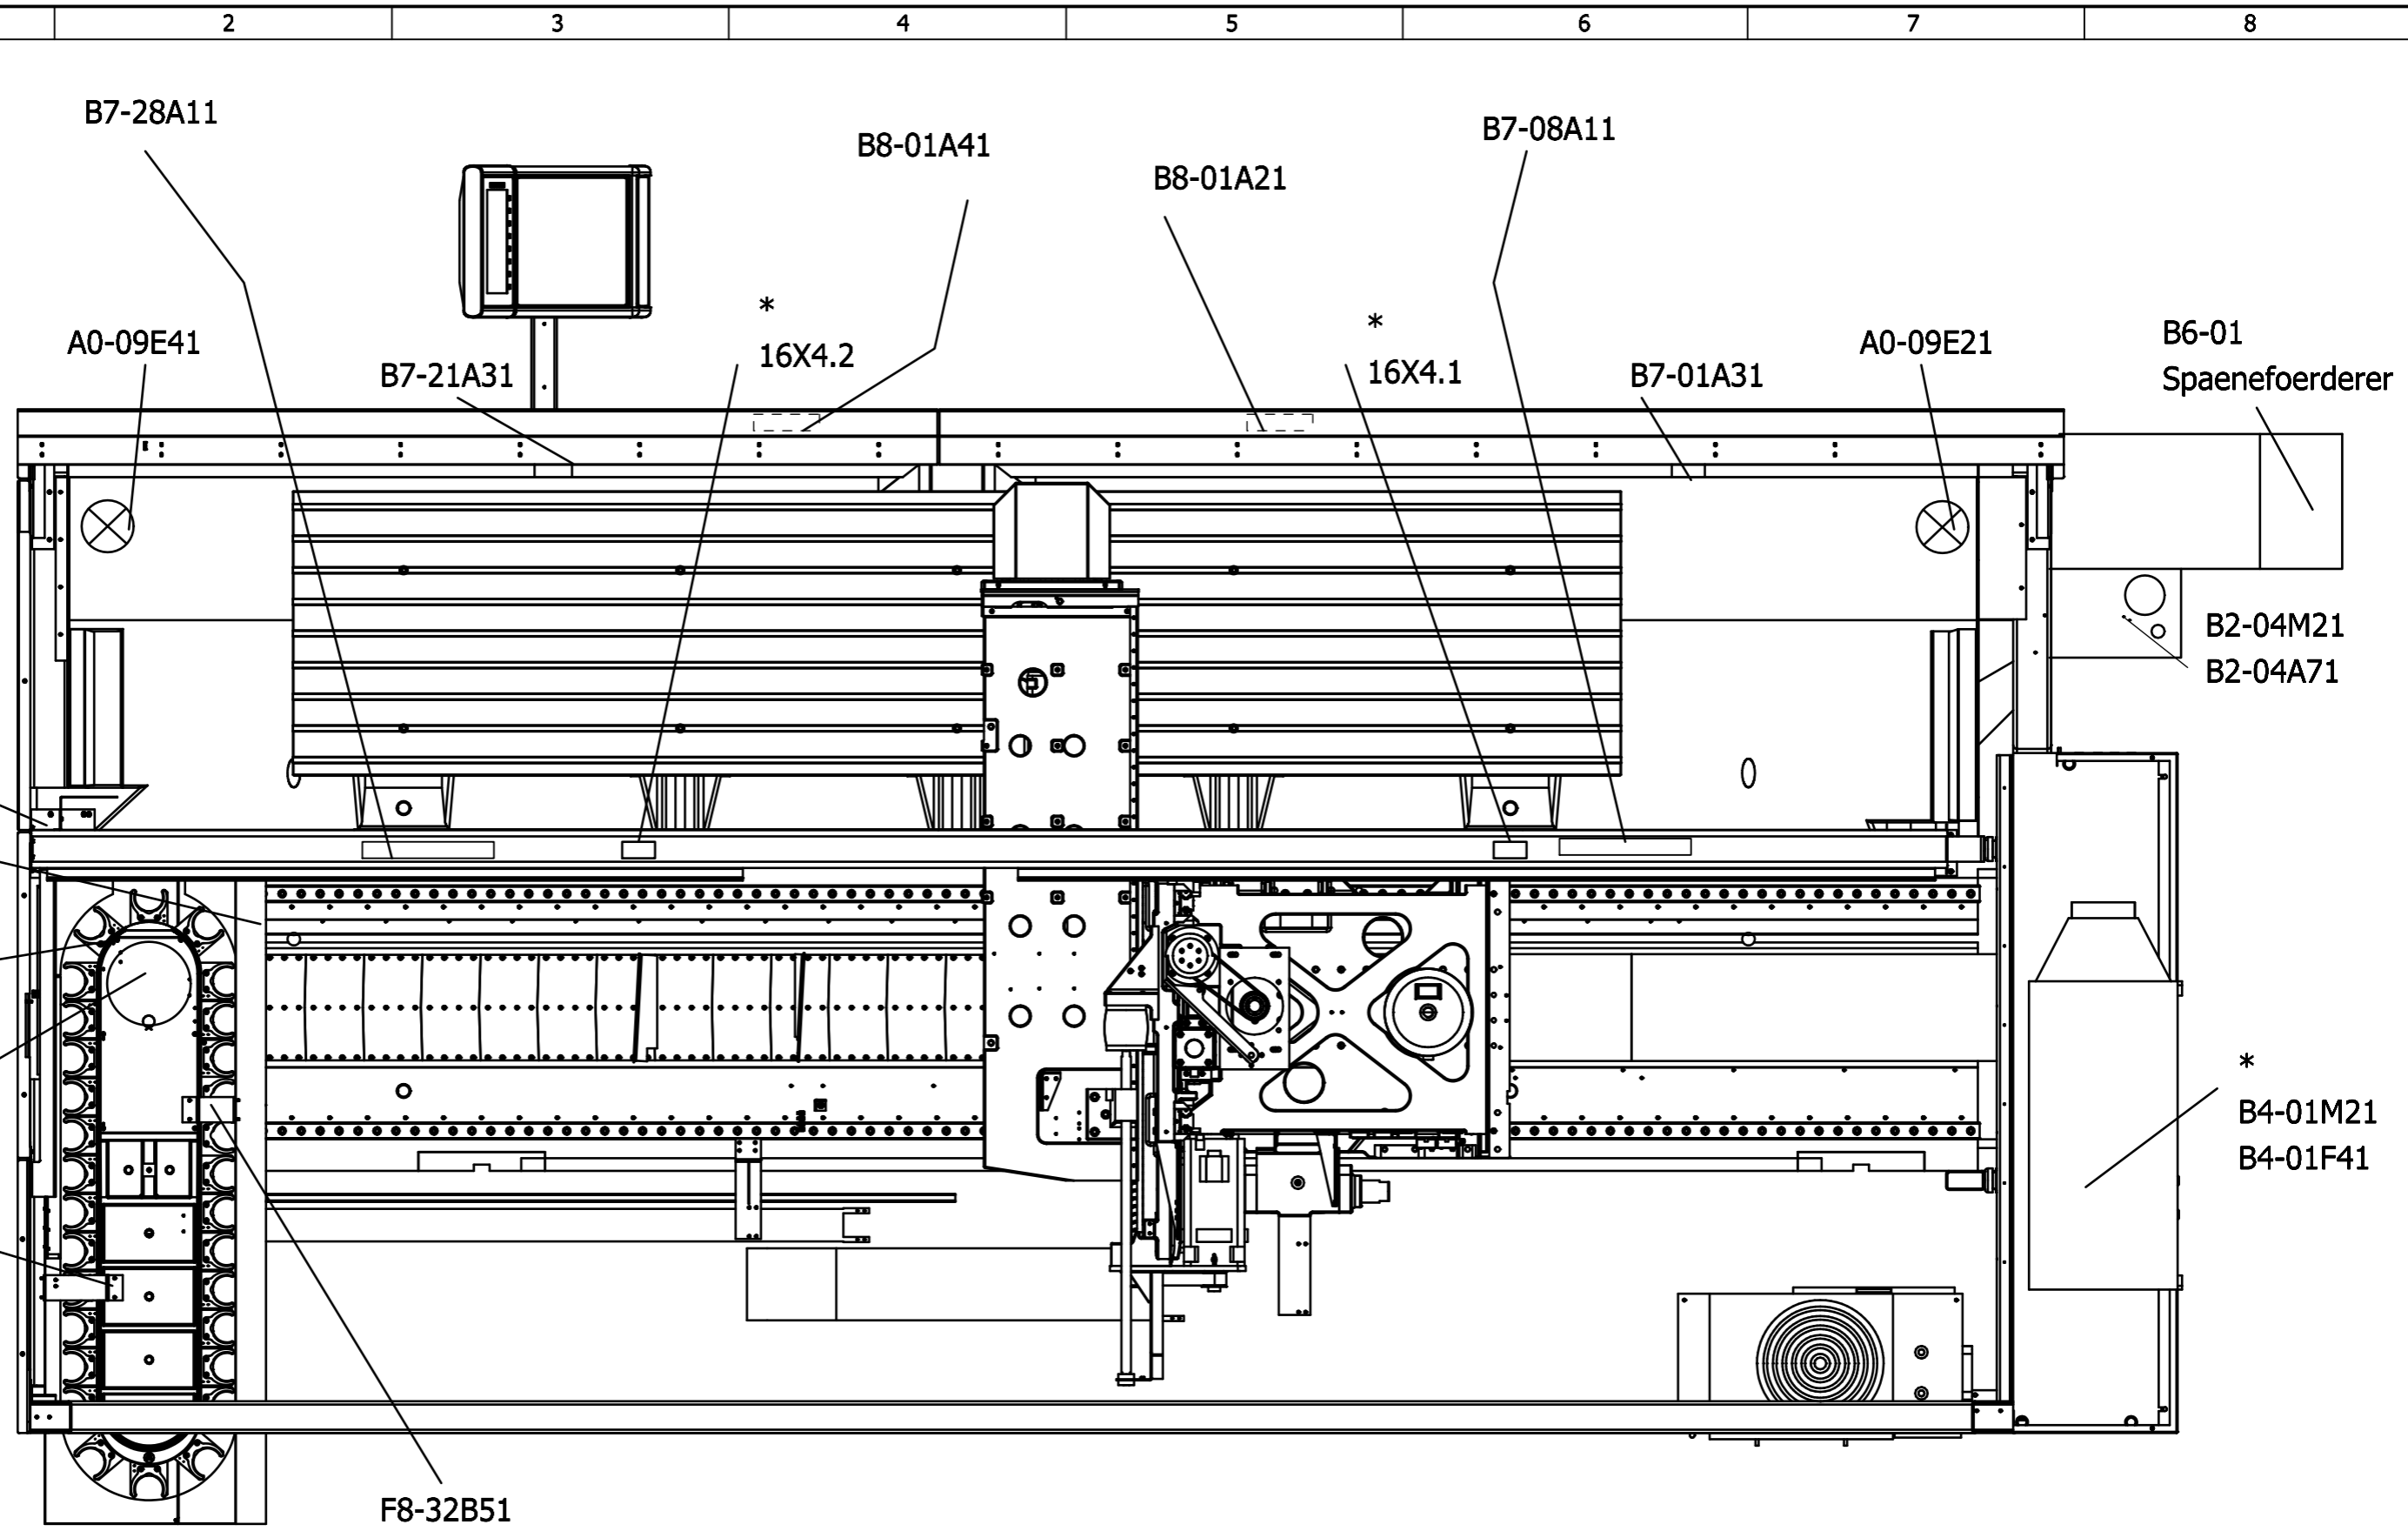 2 3 4 5 6 7 8
B7-28A11
B8-01A41
B8-01A21
B7-08A11
A0-09E41
B7-21A31
*
16X4.2
*
16X4.1
B7-01A31
A0-09E21
B6-01
Spaenefoerderer
B2-04M21
B2-04A71
*
B4-01M21
B4-01F41
F8-32B51